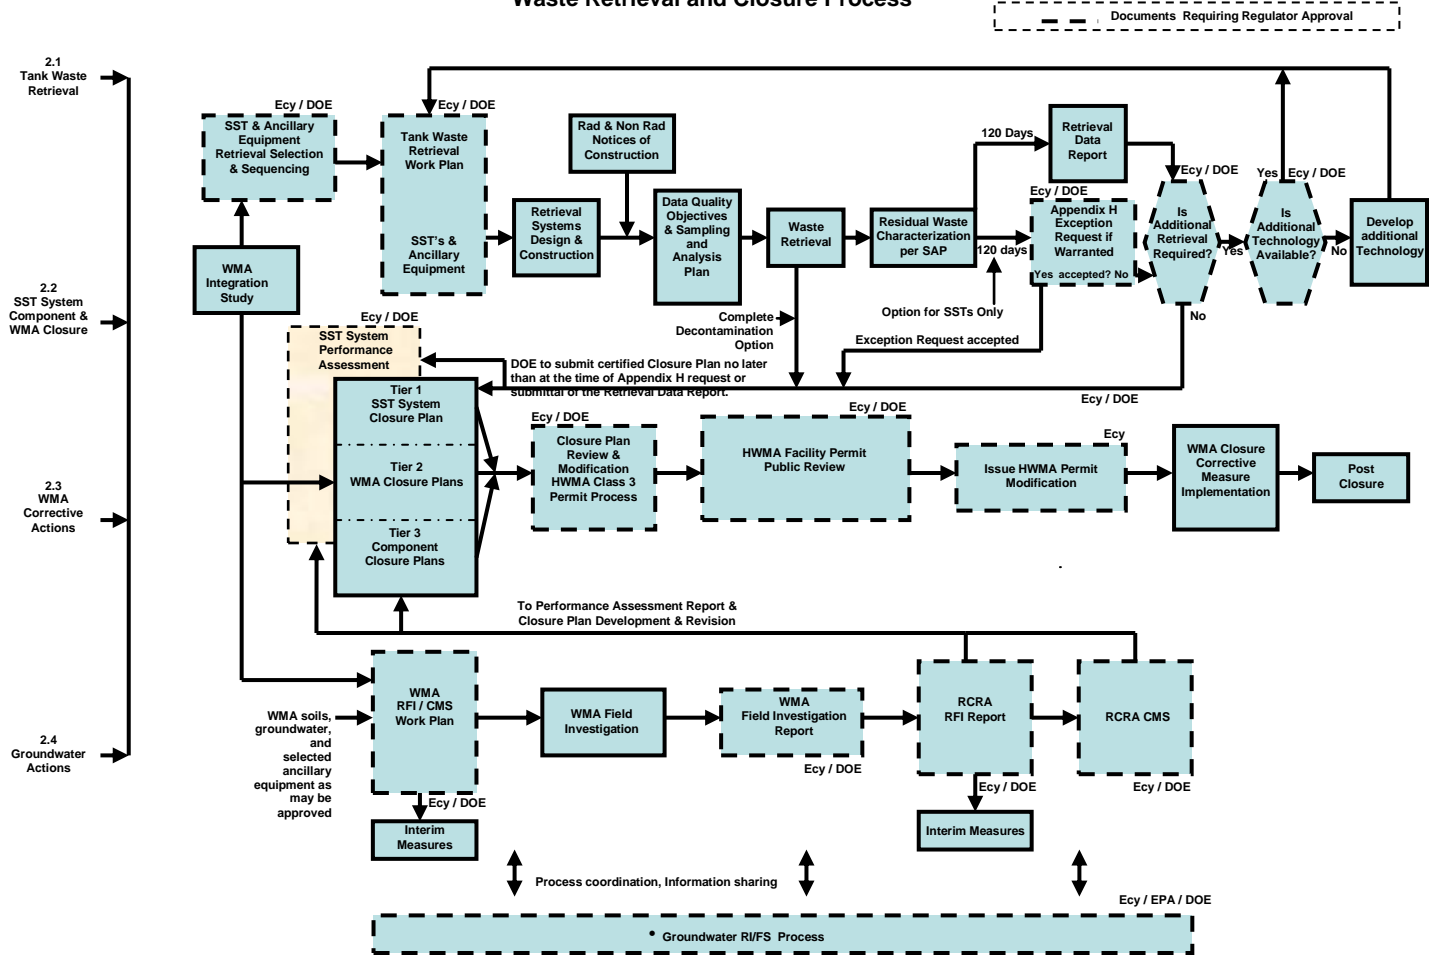 Waste Retrieval and Closure Process
Documents Requiring Regulator Approval
2.1
Tank Waste
Retrieval
2.2
SST System
Component &
WMA Closure
2.3
WMA
Corrective
Actions
2.4
Groundwater
Actions
Ecy / DOE
SST & Ancillary
Equipment
Retrieval Selection
& Sequencing
WMA
Integration
Study
Ecy / DOE
Tank Waste
Retrieval
Work Plan
SST's &
Ancillary
Equipment
Retrieval
Systems
Design &
Construction
Rad & Non Rad
Notices of
Construction
Data Quality
Objectives
& Sampling
and
Analysis
Plan
Waste
Retrieval
Residual Waste
Characterization
per SAP
120 Days
Retrieval
Data
Report
120 days
Option for SSTs Only
Ecy / DOE
Appendix H
Exception
Request if
Warranted
Yes accepted? No
Ecy / DOE
Is
Additional
Retrieval
Required?
Yes
No
Yes
Ecy / DOE
Is
Additional
Technology
Available?
No
Develop
additional
Technology
Complete
Decontamination
Option
Exception Request accepted
Ecy / DOE
SST System
Performance
Assessment
DOE to submit certified Closure Plan no later
than at the time of Appendix H request or
submittal of the Retrieval Data Report.
Ecy / DOE
Tier 1
SST System
Closure Plan
Tier 2
WMA Closure Plans
Tier 3
Component
Closure Plans
Ecy / DOE
Closure Plan
Review &
Modification
HWMA Class 3
Permit Process
Ecy / DOE
HWMA Facility Permit
Public Review
Ecy
Issue HWMA Permit
Modification
WMA Closure
Corrective
Measure
Implementation
Post
Closure
To Performance Assessment Report &
Closure Plan Development & Revision
WMA soils,
groundwater,
and
selected
ancillary
equipment as
may be
approved
WMA
RFI / CMS
Work Plan
Ecy / DOE
Interim
Measures
WMA Field
Investigation
WMA
Field Investigation
Report
Ecy / DOE
RCRA
RFI Report
Ecy / DOE
Interim Measures
RCRA CMS
Ecy / DOE
Process coordination, Information sharing
Ecy / EPA / DOE
• Groundwater RI/FS Process